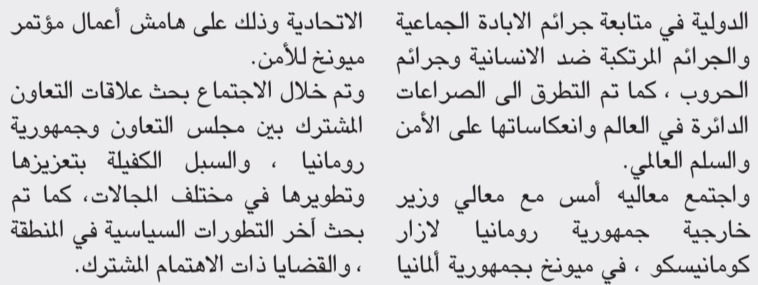 الدولية في متابعة جرائم الابادة الجماعية
والجرائم المرتكبة ضد الانسانية وجرائم
الحروب ، كما تم التطرق الى الصراعات
الدائرة في العالم وانعكاساتها على الأمن
والسلم العالمي.
واجتمع معاليه أمس مع معالي وزير
خارجية جمهورية رومانيا لازار
كومانيسكو ، في ميونخ بجمهورية ألمانيا
الاتحادية وذلك على هامش أعمال مؤتمر
ميونخ للأمن.
وتم خلال الاجتماع بحث علاقات التعاون
المشترك بين مجلس التعاون وجمهورية
رومانيا ، والسبل الكفيلة بتعزيزها
وتطويرها في مختلف المجالات، كما تم
بحث آخر التطورات السياسية في المنطقة
، والقضايا ذات الاهتمام المشترك.